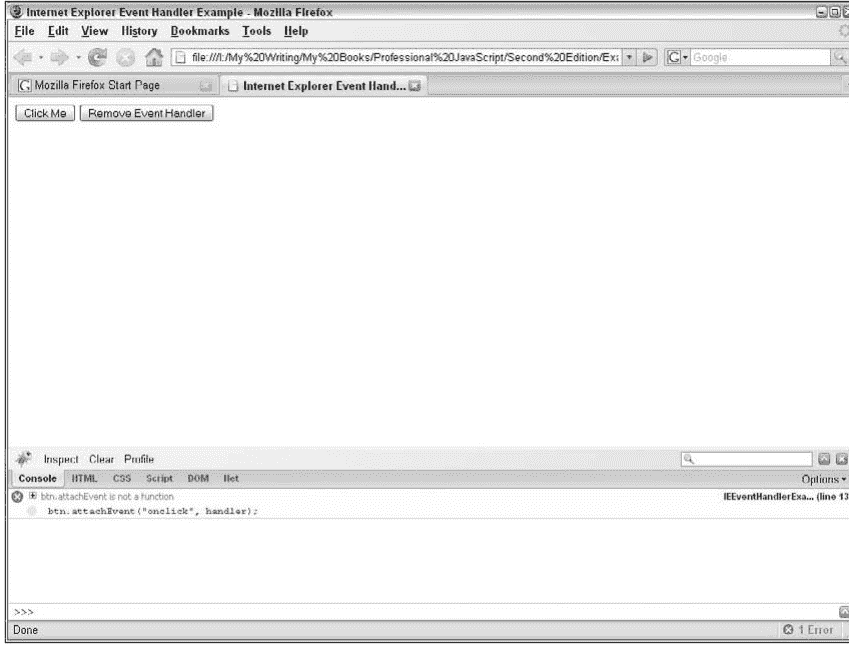 Internet Explorer Event Handler Example - Mozilla Firefox
File Edit View History Bookmarks Tools Help
file:///I:/My%20Writing/My%20Books/Professional%20JavaScript/Second%20Edition/Exa
Google
Mozilla Firefox Start Page
Internet Explorer Event Hand...
Click Me
Remove Event Handler
Inspect Clear Profile
Console HTML CSS Script DOM Net
Options
btn.attachEvent is not a function
IEEventHandlerExa... (line 13
btn.attachEvent("onclick", handler);
>>>
Done
1 Error